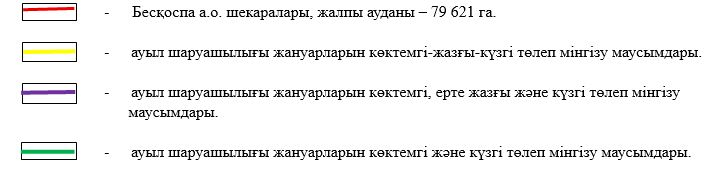 - Бесқоспа а.о. шекаралары, жалпы ауданы – 79 621 га.
- ауыл шаруашылығы жануарларын көктемгі-жазғы-күзгі төлеп мінгізу маусымдары.
- ауыл шаруашылығы жануарларын көктемгі, ерте жазғы және күзгі төлеп мінгізу
маусымдары.
- ауыл шаруашылығы жануарларын көктемгі және күзгі төлеп мінгізу маусымдары.